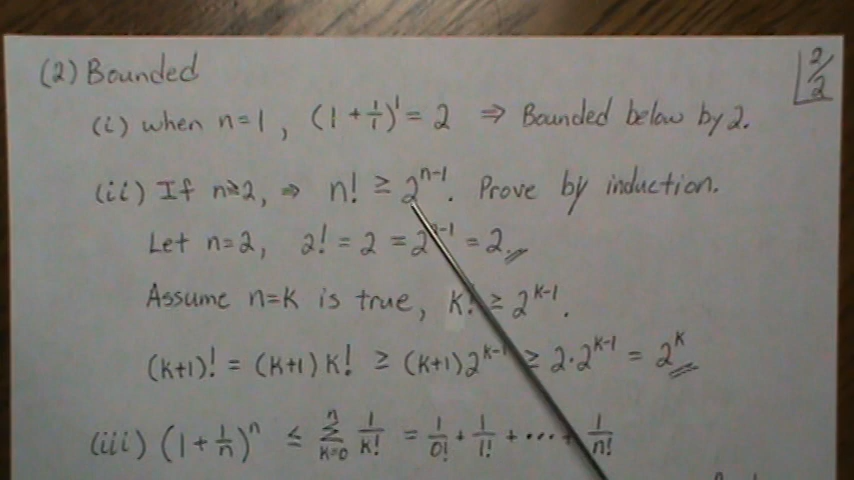 (2) Bounded
2/2
(i) when n=1, (1 + 1/1)^1 = 2 ⇒ Bounded below by 2.
(ii) If n≥2, ⇒ n! ≥ 2^{n-1}. Prove by induction.
Let n=2, 2! = 2 = 2^{2-1} = 2.
Assume n=k is true, k! ≥ 2^{k-1}.
(k+1)! = (k+1) k! ≥ (k+1) 2^{k-1} ≥ 2·2^{k-1} = 2^k
(iii) (1 + 1/n)^n ≤ ∑_{k=0}^{n} 1/k! = 1/0! + 1/1! + ··· + 1/n!